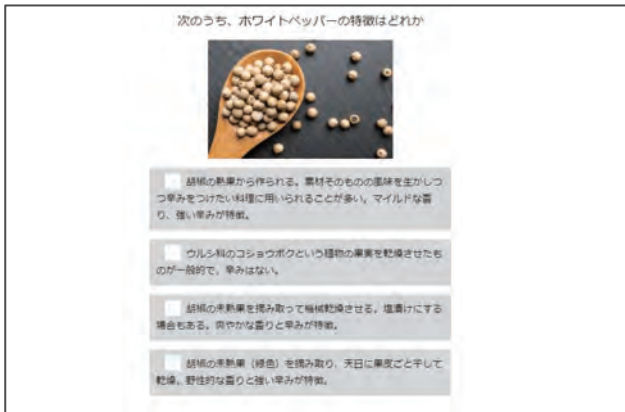 次のうち、ホワイトペッパーの特徴はどれか
胡椒の熟果から作られる。素材そのものの風味を生かしつ
つ辛みをつけたい料理に用いられることが多い。マイルドな香
り、強い辛みが特徴。
ウルシ科のコショウボクという植物の果実を乾燥させたも
のが一般的で、辛みはない。
胡椒の未熟果を摘み取って機械乾燥させる。塩漬けにする
場合もある。爽やかな香りと辛みが特徴。
胡椒の未熟果（緑色）を摘み取り、天日に果皮ごと干して
乾燥。野性的な香りと強い辛みが特徴。